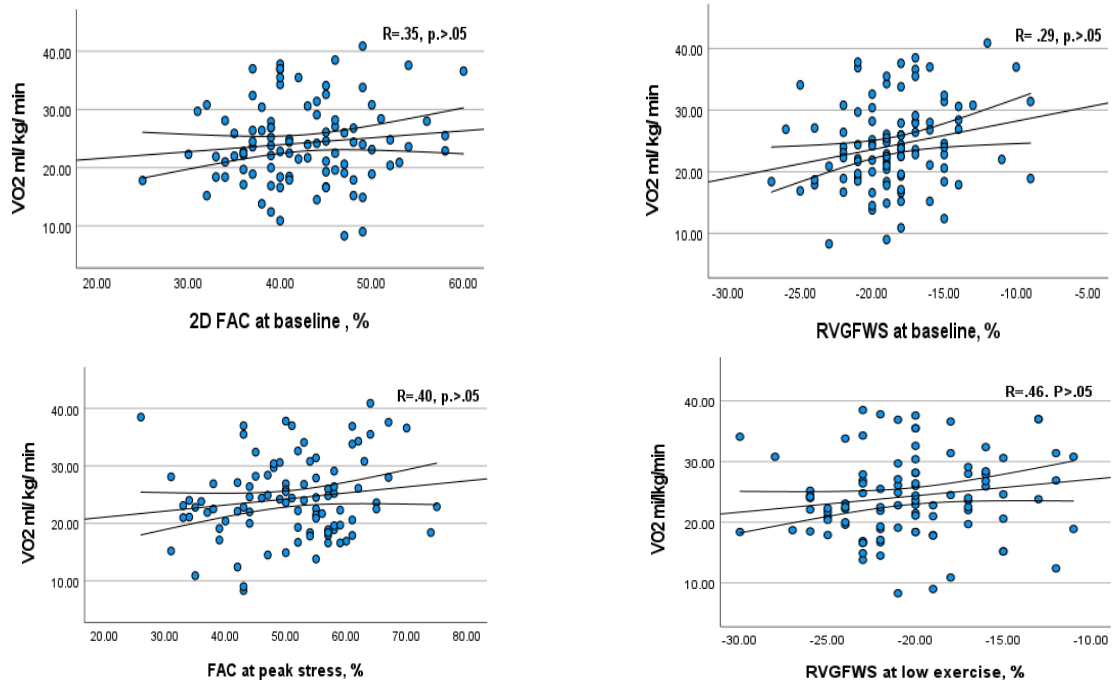 R=.35, p.>.05
40.00
30.00
20.00
10.00
VO2 ml/kg/min
20.00 30.00 40.00 50.00 60.00
2D FAC at baseline , %
R= .29, p.>.05
40.00
30.00
20.00
10.00
VO2 ml/kg/min
-30.00 -25.00 -20.00 -15.00 -10.00 -5.00
RVGFWS at baseline, %
R=.40, p.>.05
40.00
30.00
20.00
10.00
VO2 ml/kg/min
20.00 30.00 40.00 50.00 60.00 70.00 80.00
FAC at peak stress, %
R=.46. P>.05
40.00
30.00
20.00
10.00
VO2 ml/kg/min
-30.00 -25.00 -20.00 -15.00 -10.00
RVGFWS at low exercise, %